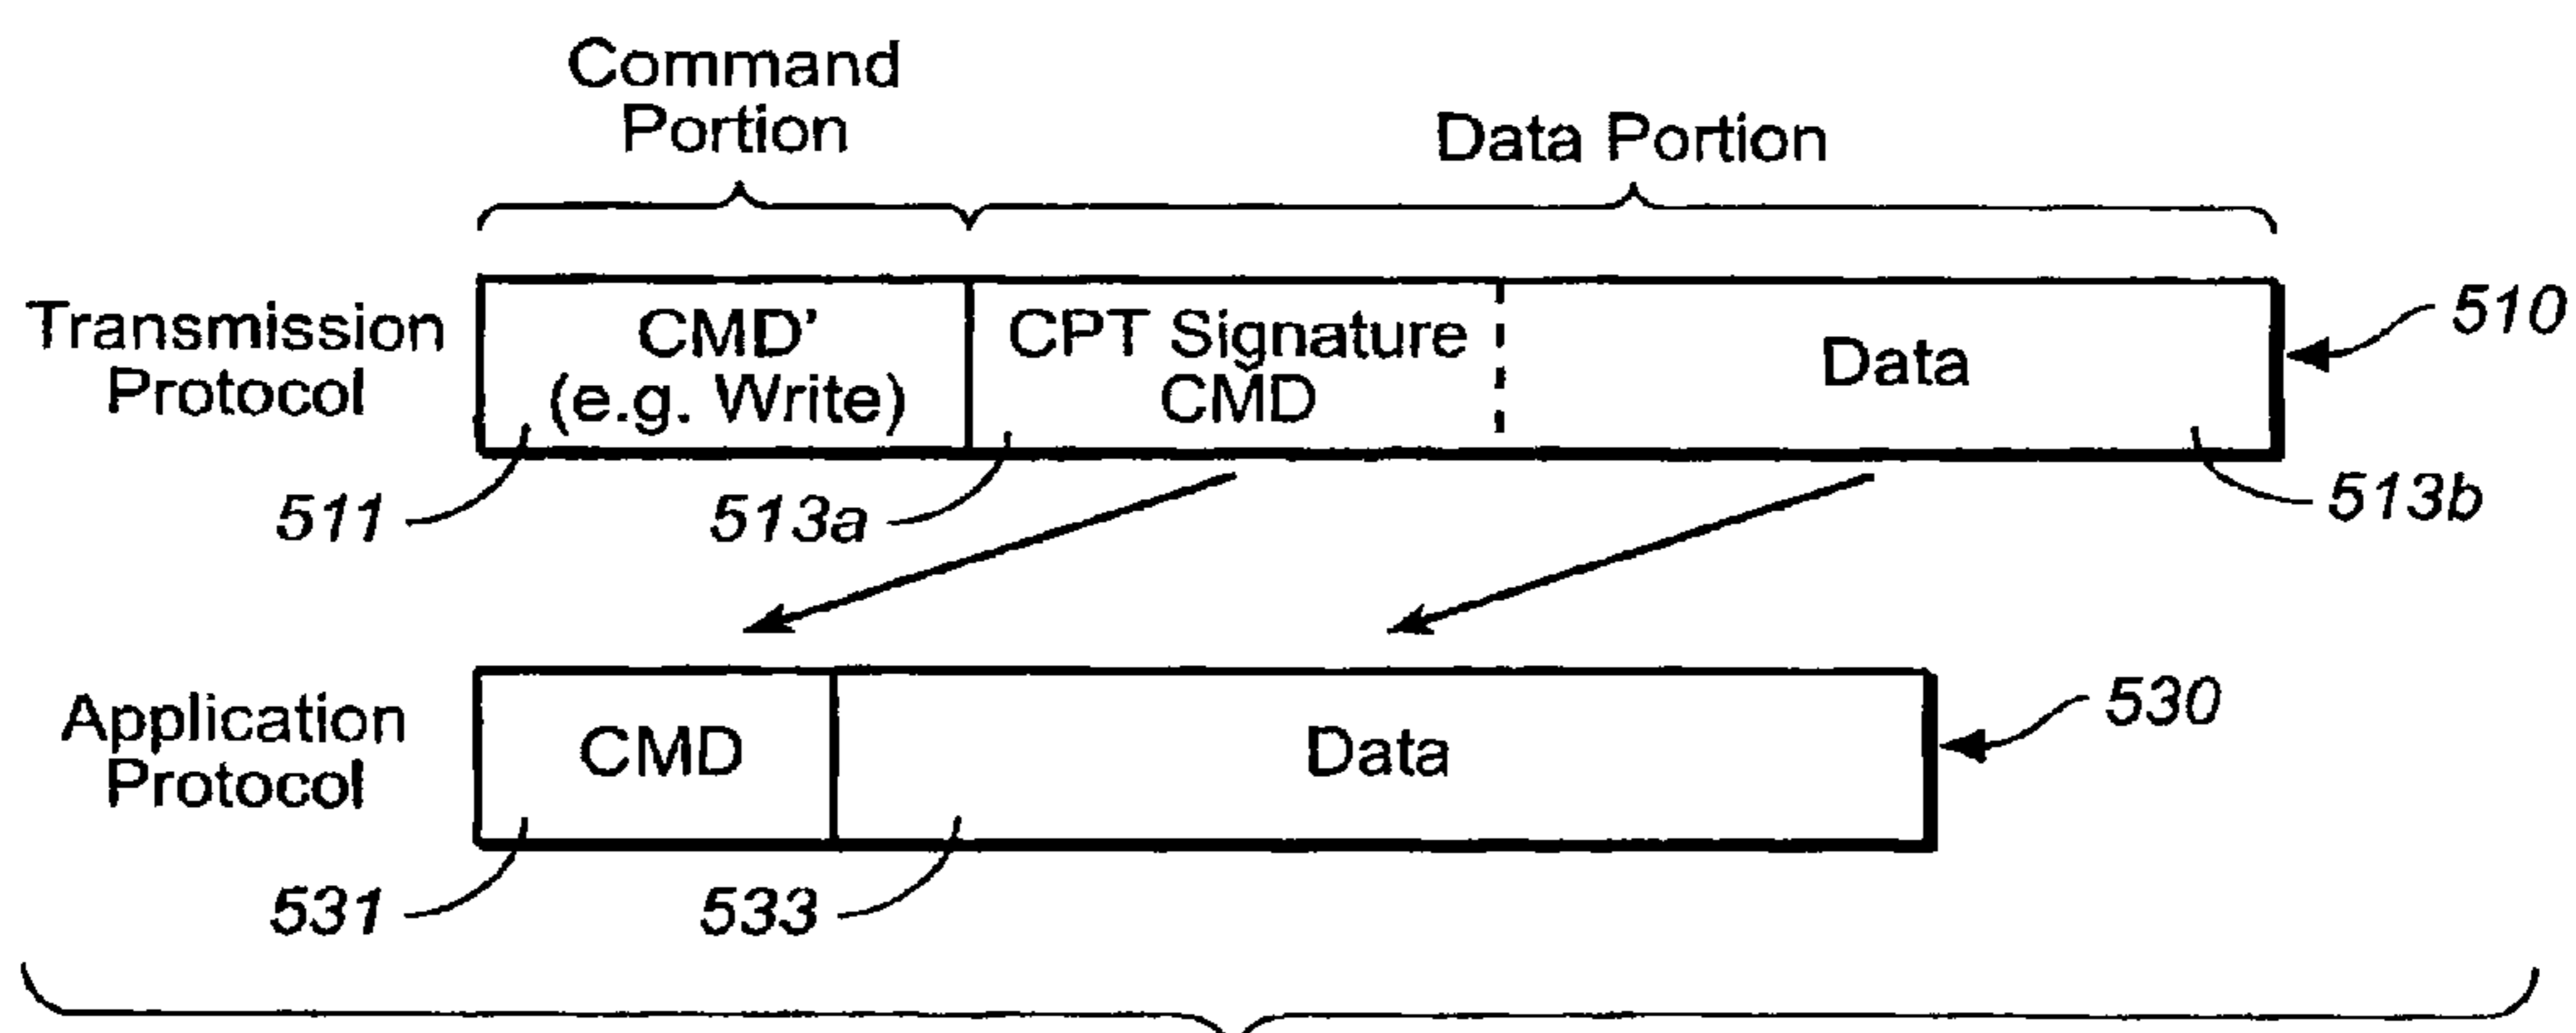 Command
Portion
Data Portion
Transmission
Protocol
CMD'
(e.g. Write)
CPT Signature
CMD
Data
510
511
513a
513b
Application
Protocol
CMD
Data
530
531
533